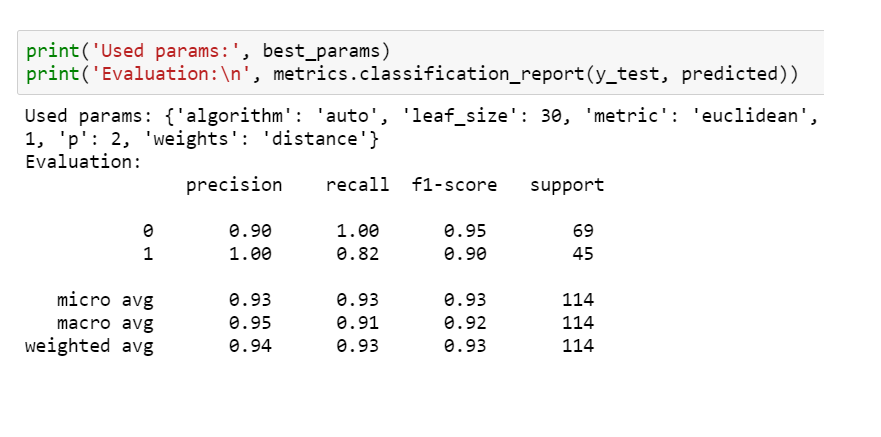 print('Used params:', best_params)
print('Evaluation:\n', metrics.classification_report(y_test, predicted))
Used params: {'algorithm': 'auto', 'leaf_size': 30, 'metric': 'euclidean',
1, 'p': 2, 'weights': 'distance'}
Evaluation:
precision recall f1-score support
0 0.90 1.00 0.95 69
1 1.00 0.82 0.90 45
micro avg 0.93 0.93 0.93 114
macro avg 0.95 0.91 0.92 114
weighted avg 0.94 0.93 0.93 114